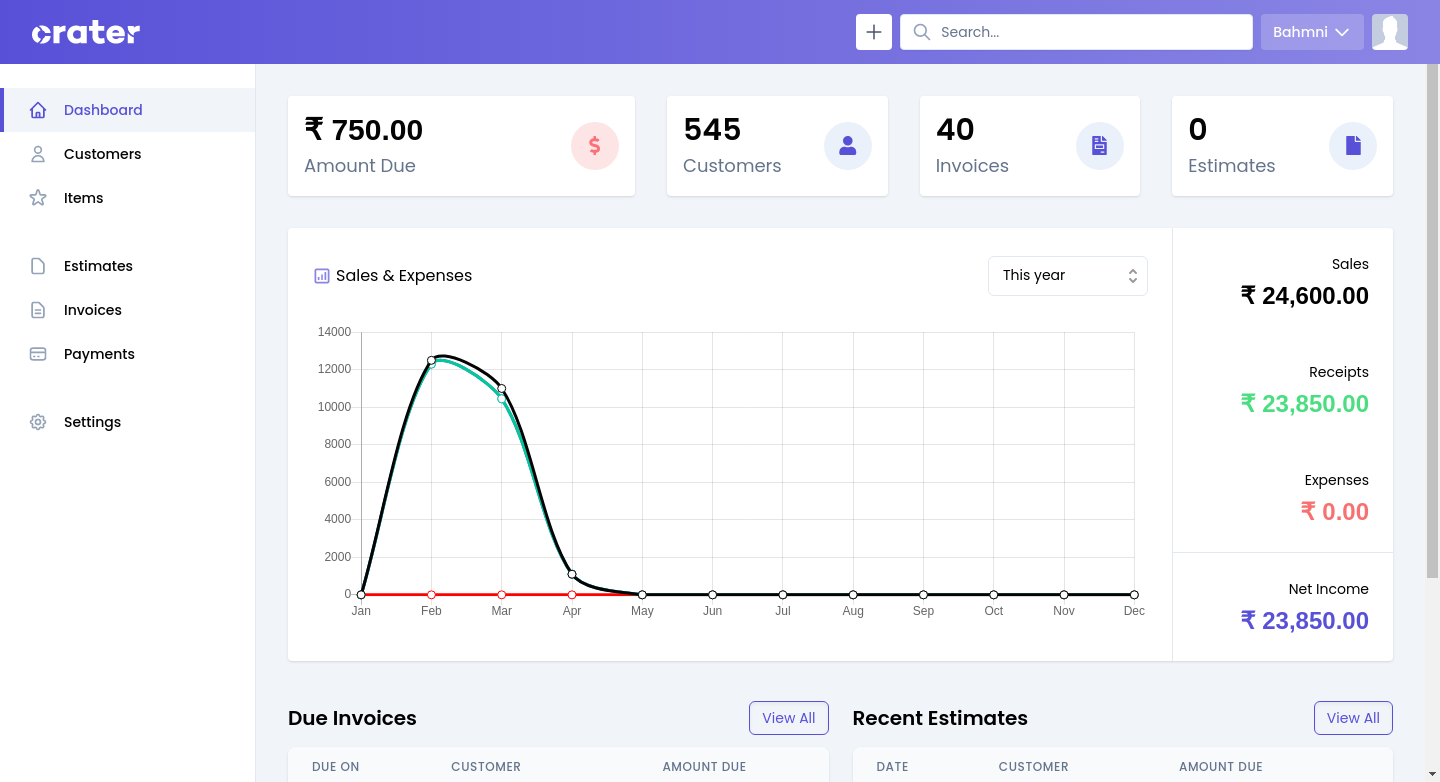 crater
Search...
Bahmni
Dashboard
Customers
Items
Estimates
Invoices
Payments
Settings
₹ 750.00
Amount Due
$
545
Customers
40
Invoices
0
Estimates
Sales & Expenses
This year
14000
12000
10000
8000
6000
4000
2000
0
Jan Feb Mar Apr May Jun Jul Aug Sep Oct Nov Dec
Sales
₹ 24,600.00
Receipts
₹ 23,850.00
Expenses
₹ 0.00
Net Income
₹ 23,850.00
Due Invoices
View All
DUE ON CUSTOMER AMOUNT DUE
Recent Estimates
View All
DATE CUSTOMER AMOUNT DUE